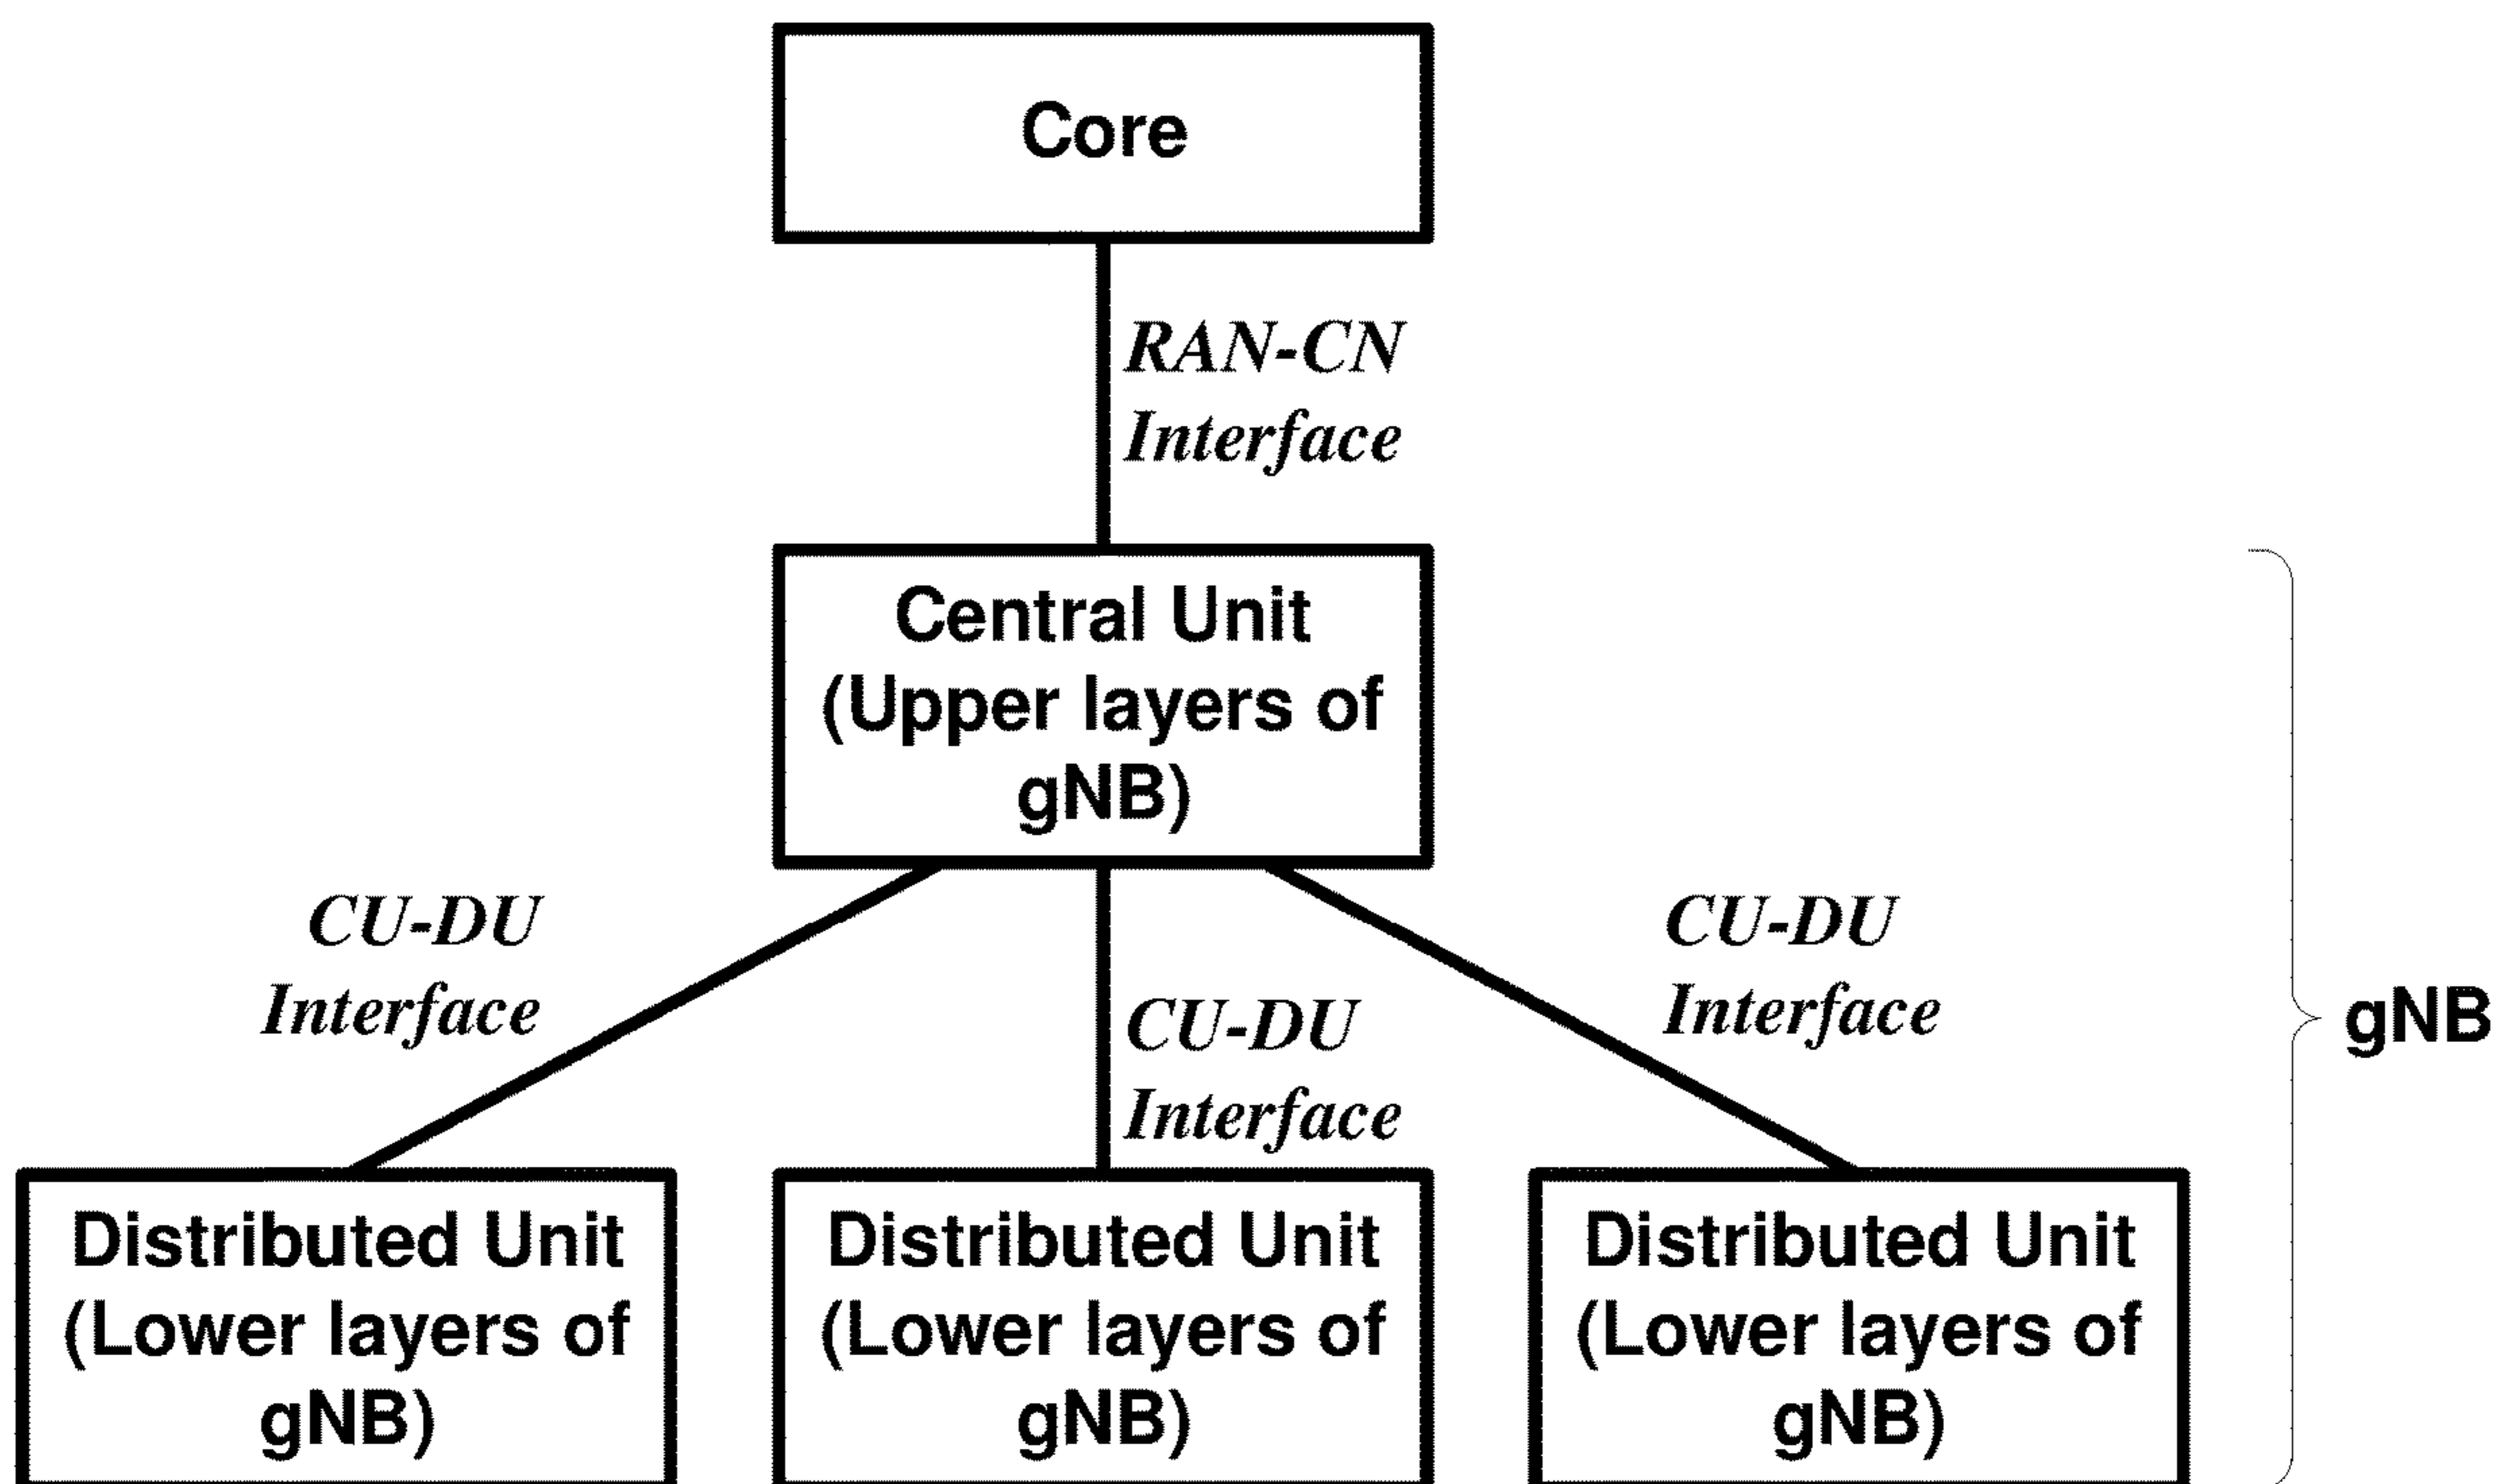 Core
RAN-CN
Interface
Central Unit
(Upper layers of
gNB)
CU-DU
Interface
CU-DU
Interface
CU-DU
Interface
gNB
Distributed Unit
(Lower layers of
gNB)
Distributed Unit
(Lower layers of
gNB)
Distributed Unit
(Lower layers of
gNB)